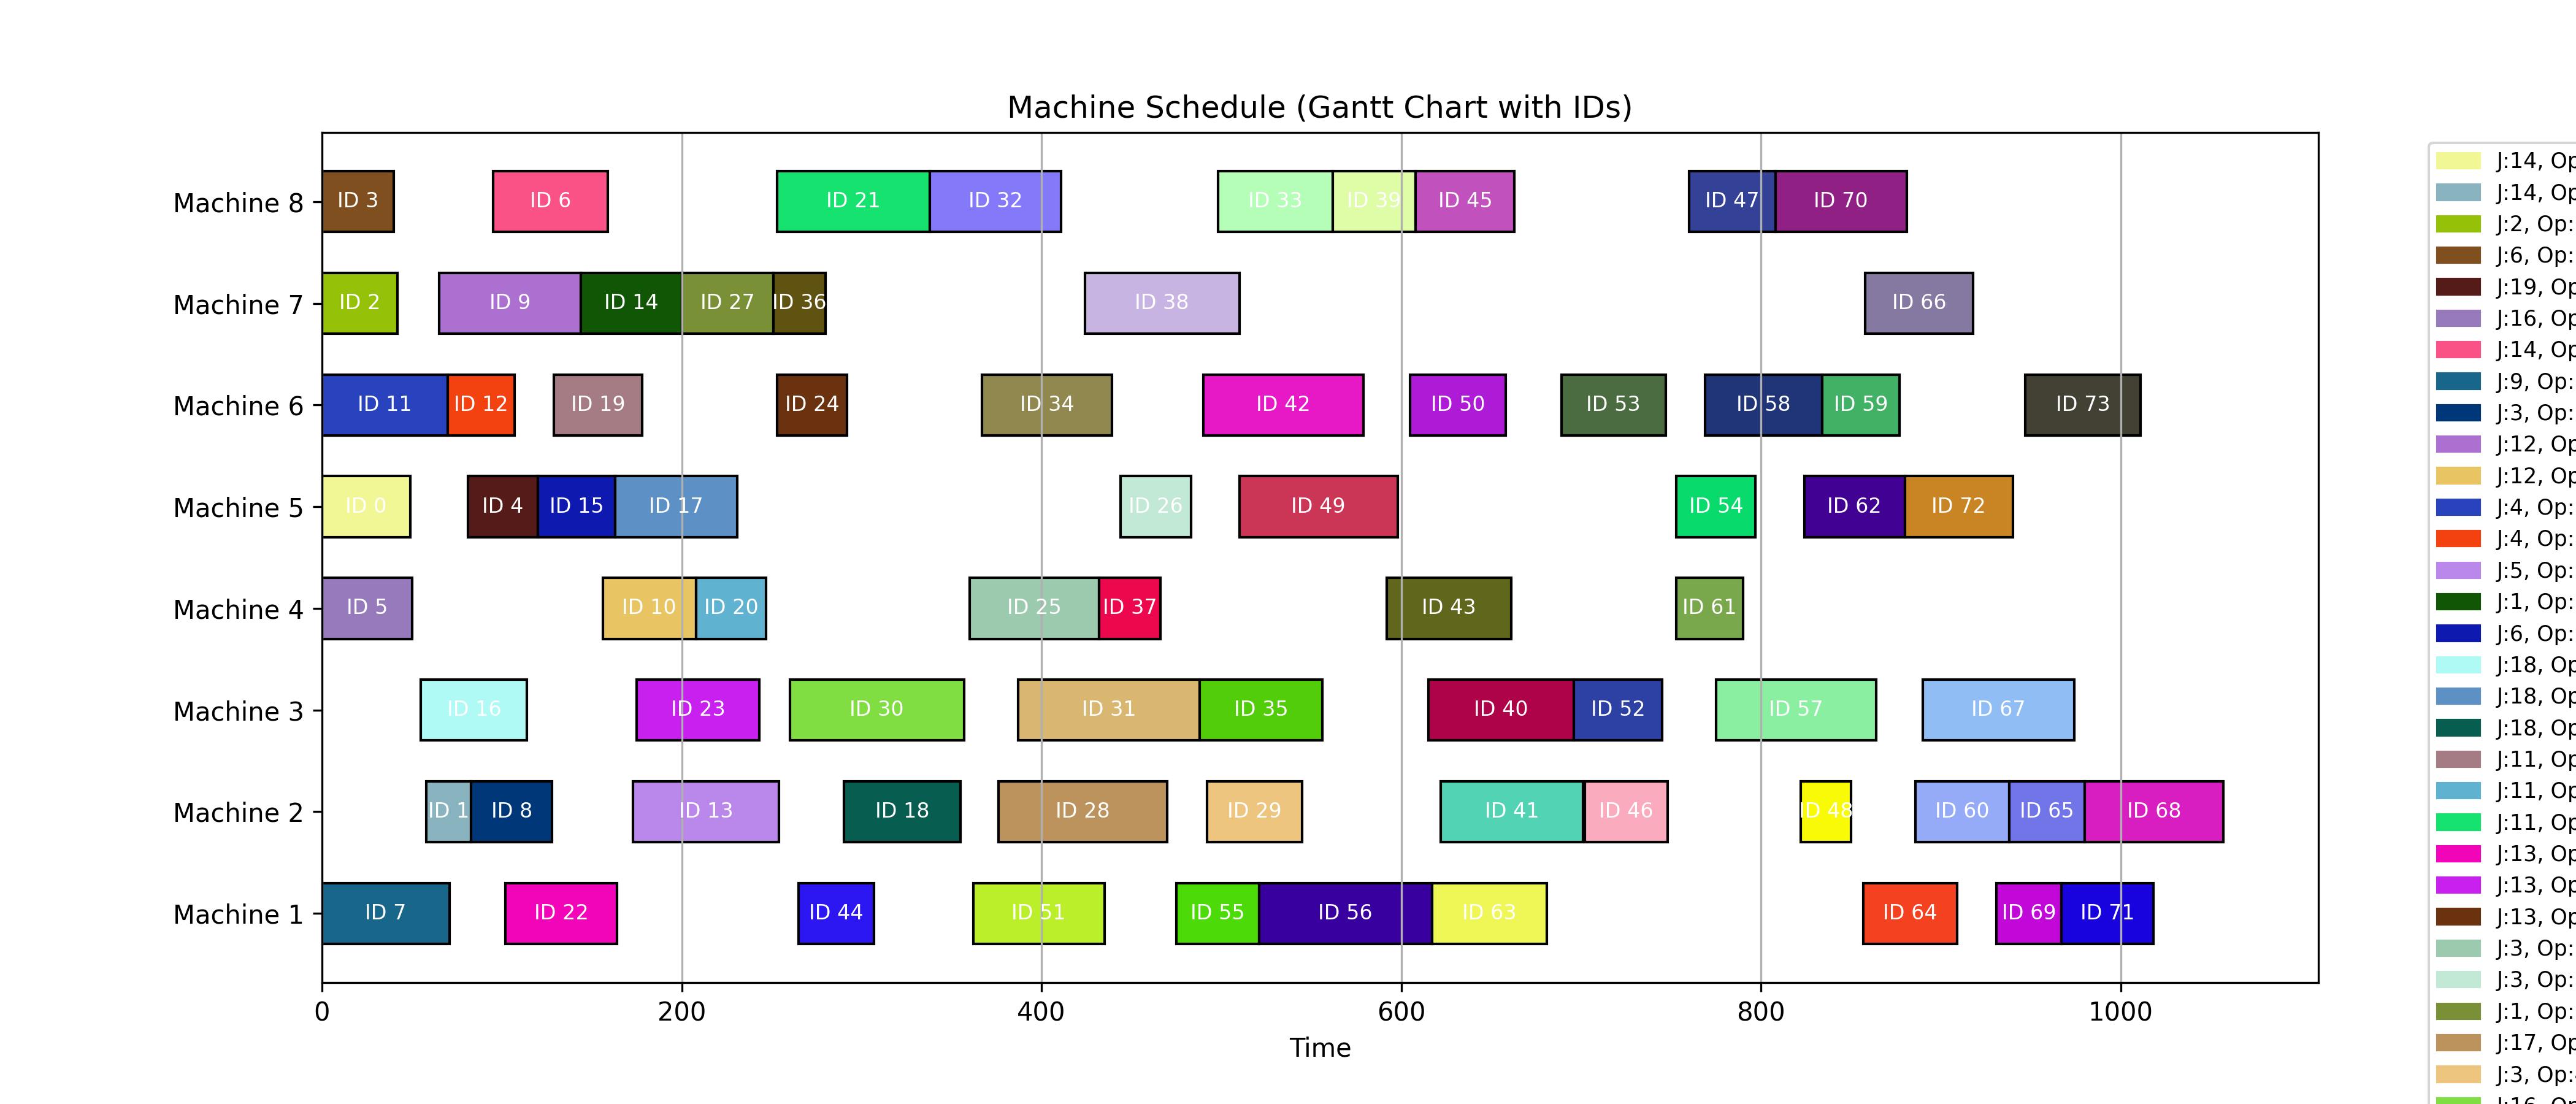 Machine Schedule (Gantt Chart with IDs)
Machine 8
ID 3
ID 6
ID 21
ID 32
ID 33
ID 39
ID 45
ID 47
ID 70
Machine 7
ID 2
ID 9
ID 14
ID 27
ID 36
ID 38
ID 66
Machine 6
ID 11
ID 12
ID 19
ID 24
ID 34
ID 42
ID 50
ID 53
ID 58
ID 59
ID 73
Machine 5
ID 0
ID 4
ID 15
ID 17
ID 26
ID 49
ID 54
ID 62
ID 72
Machine 4
ID 5
ID 10
ID 20
ID 25
ID 37
ID 43
ID 61
Machine 3
ID 16
ID 23
ID 30
ID 31
ID 35
ID 40
ID 52
ID 57
ID 67
Machine 2
ID 1
ID 8
ID 13
ID 18
ID 28
ID 29
ID 41
ID 46
ID 48
ID 60
ID 65
ID 68
Machine 1
ID 7
ID 22
ID 44
ID 51
ID 55
ID 56
ID 63
ID 64
ID 69
ID 71
0 200 400 600 800 1000
Time
J:14, Op
J:14, Op
J:2, Op:
J:6, Op:
J:19, Op
J:16, Op
J:14, Op
J:9, Op:
J:3, Op:
J:12, Op
J:12, Op
J:4, Op:
J:4, Op:
J:5, Op:
J:1, Op:
J:6, Op:
J:18, Op
J:18, Op
J:18, Op
J:11, Op
J:11, Op
J:11, Op
J:13, Op
J:13, Op
J:13, Op
J:3, Op:
J:3, Op:
J:1, Op:
J:17, Op
J:3, Op:
J:16, Op